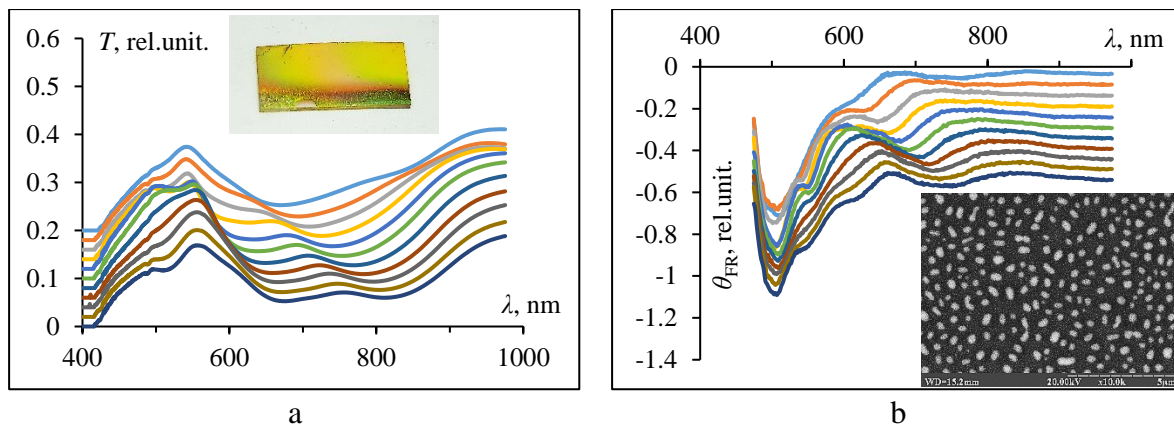 T, rel.unit.
0.6
0.5
0.4
0.3
0.2
0.1
0
400 600 800 1000
λ, nm
a
400 600 800
λ, nm
0
-0.2
-0.4
-0.6
-0.8
-1
-1.2
-1.4
θFR, rel.unit.
WD=15.2mm 20.00kV x10.0k 5μm
b